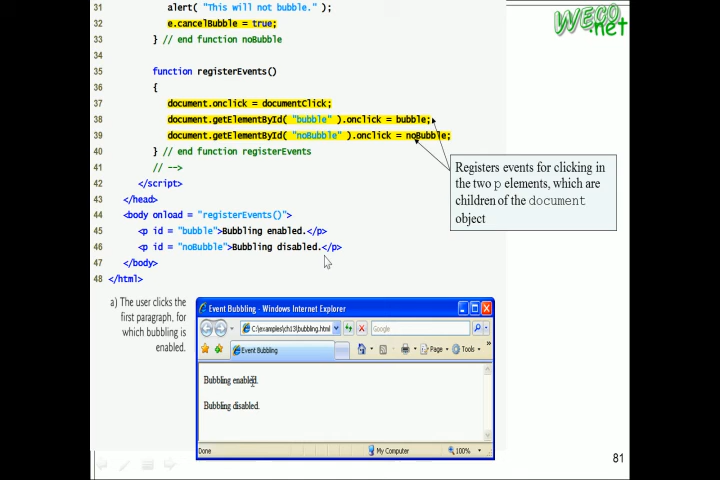 31 alert( "This will not bubble." );
32 e.cancelBubble = true;
33 } // end function noBubble
34
35 function registerEvents()
36 {
37 document.onclick = documentClick;
38 document.getElementById( "bubble" ).onclick = bubble;
39 document.getElementById( "noBubble" ).onclick = noBubble;
40 } // end function registerEvents
41 // -->
42 </script>
43 </head>
44 <body onload = "registerEvents()">
45 <p id = "bubble">Bubbling enabled.</p>
46 <p id = "noBubble">Bubbling disabled.</p>
47 </body>
48 </html>
WECO
.net
Registers events for clicking in
the two p elements, which are
children of the document
object
a) The user clicks the
first paragraph, for
which bubbling is
enabled.
Event Bubbling - Windows Internet Explorer
C:\examples\ch13\bubbling.html
Google
Event Bubbling
Page Tools
Bubbling enabled.
Bubbling disabled.
Done My Computer 100%
81